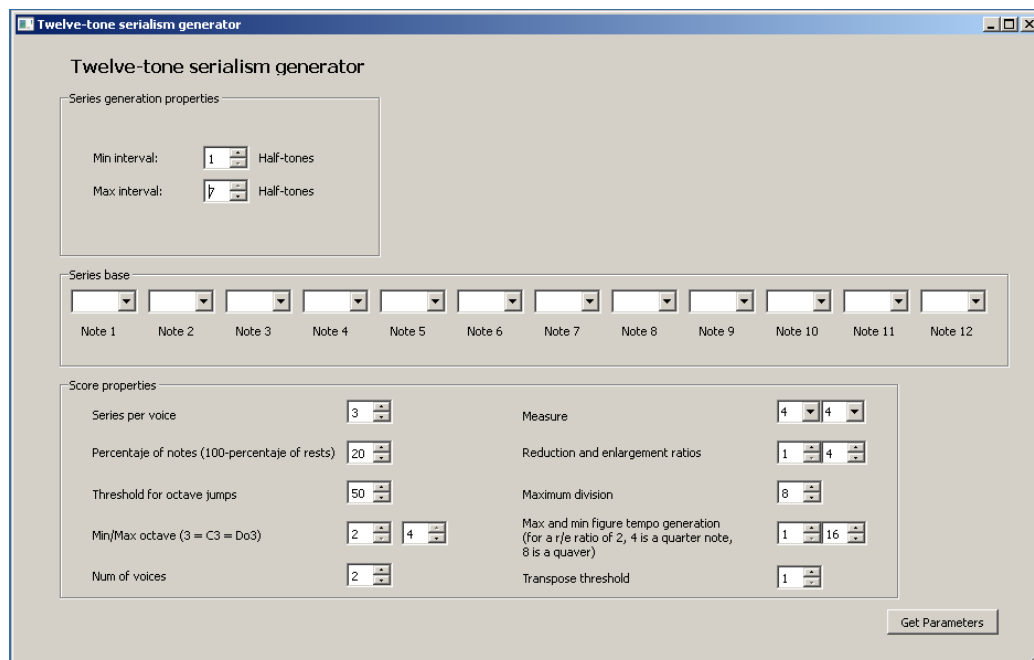 Twelve-tone serialism generator
Twelve-tone serialism generator
Series generation properties
Min interval: 1 Half-tones
Max interval: 7 Half-tones
Series base
Note 1 Note 2 Note 3 Note 4 Note 5 Note 6 Note 7 Note 8 Note 9 Note 10 Note 11 Note 12
Score properties
Series per voice 3
Measure 4 4
Percentaje of notes (100-percentaje of rests) 20
Reduction and enlargement ratios 1 4
Threshold for octave jumps 50
Maximum division 8
Min/Max octave (3 = C3 = Do3) 2 4
Max and min figure tempo generation
(for a r/e ratio of 2, 4 is a quarter note, 1 16
8 is a quaver)
Num of voices 2
Transpose threshold 1
Get Parameters